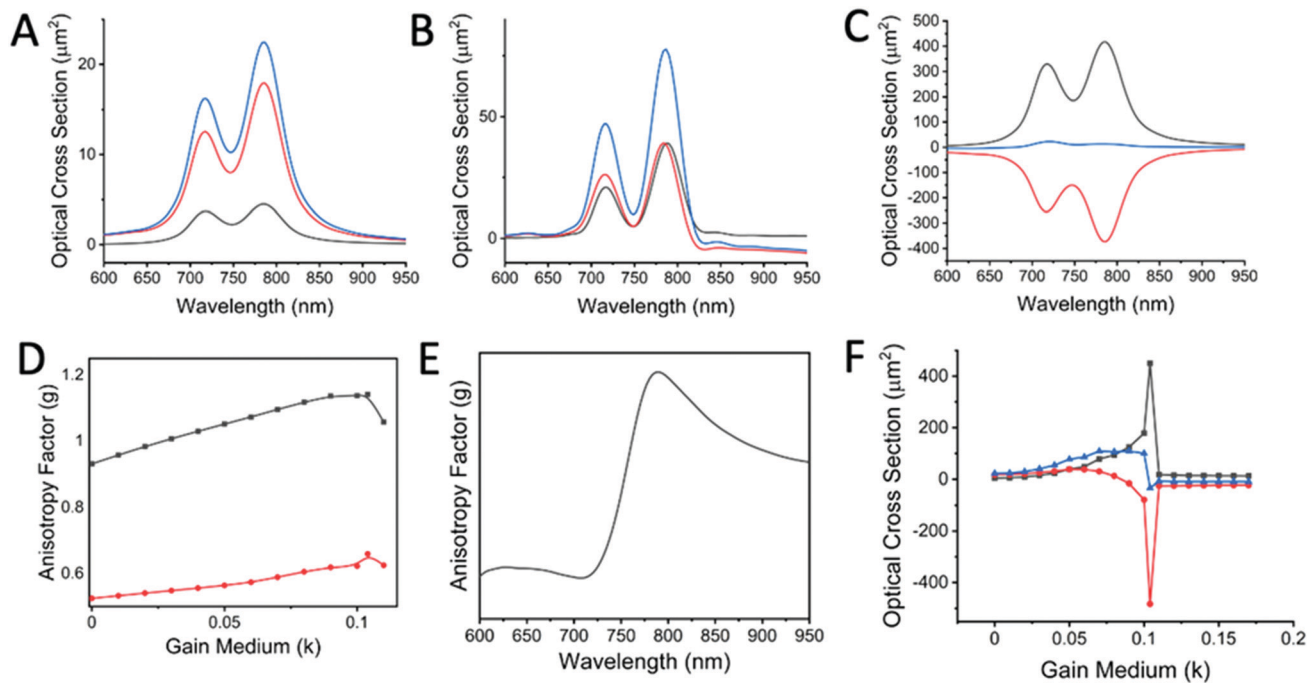 A
Optical Cross Section (µm²)
20
10
0
600 650 700 750 800 850 900 950
Wavelength (nm)
B
Optical Cross Section (µm²)
50
0
600 650 700 750 800 850 900 950
Wavelength (nm)
C
Optical Cross Section (µm²)
500
400
300
200
100
0
-100
-200
-300
-400
600 650 700 750 800 850 900 950
Wavelength (nm)
D
Anisotropy Factor (g)
1.2
1
0.8
0.6
0 0.05 0.1
Gain Medium (k)
E
Anisotropy Factor (g)
600 650 700 750 800 850 900 950
Wavelength (nm)
F
Optical Cross Section (µm²)
400
200
0
-200
-400
0 0.05 0.1 0.15 0.2
Gain Medium (k)